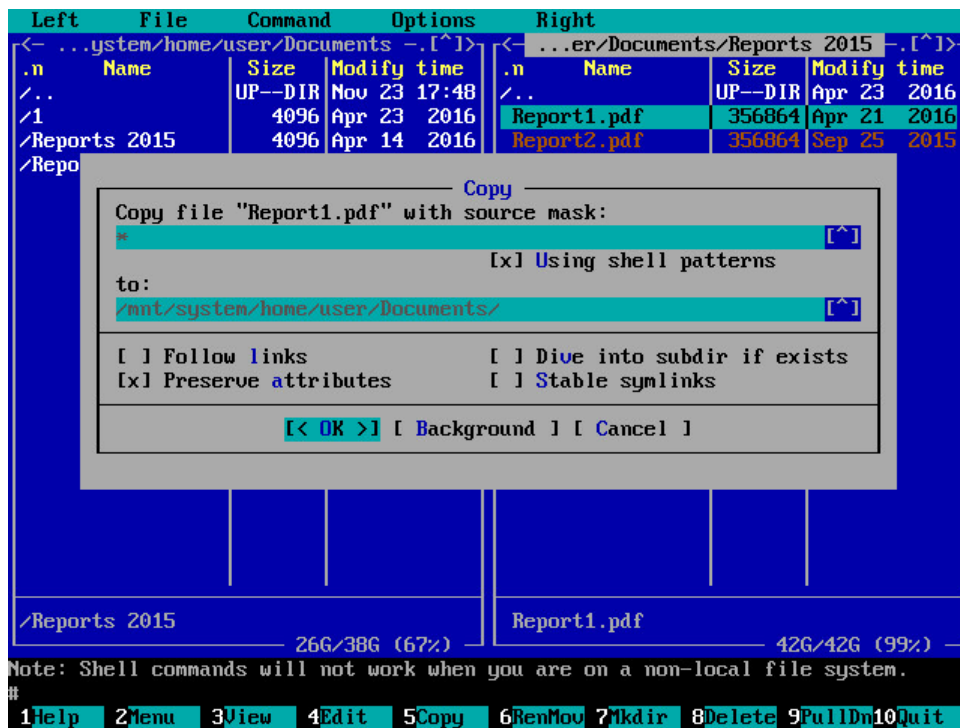 Left File Command Options Right
<- ...ystem/home/user/Documents -.[^]> <- ...er/Documents/Reports 2015 -.[^]>
.n Name Size Modify time .n Name Size Modify time
/.. UP--DIR Nov 23 17:48 /.. UP--DIR Apr 23 2016
/1 4096 Apr 23 2016 Report1.pdf 356864 Apr 21 2016
/Reports 2015 4096 Apr 14 2016 Report2.pdf 356864 Sep 25 2015
/Repo
Copy
Copy file "Report1.pdf" with source mask:
* [^]
[x] Using shell patterns
to:
/mnt/system/home/user/Documents/ [^]
[ ] Follow links [ ] Dive into subdir if exists
[x] Preserve attributes [ ] Stable symlinks
[< OK >] [ Background ] [ Cancel ]
/Reports 2015 Report1.pdf
26G/38G (67%) 42G/42G (99%)
Note: Shell commands will not work when you are on a non-local file system.
#
1Help 2Menu 3View 4Edit 5Copy 6RenMov 7Mkdir 8Delete 9PullDn 10Quit